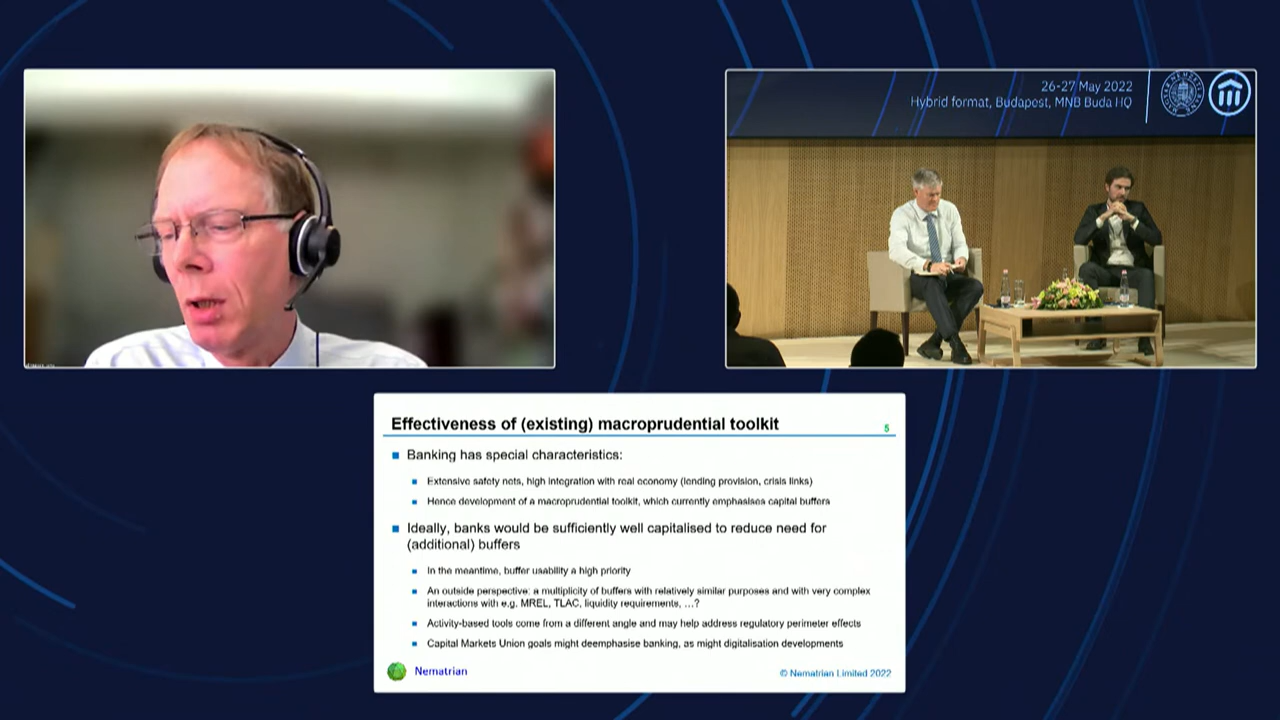 26-27 May 2022
Hybrid format, Budapest, MNB Buda HQ
Effectiveness of (existing) macroprudential toolkit
5
Banking has special characteristics:
Extensive safety nets, high integration with real economy (lending provision, crisis links)
Hence development of a macroprudential toolkit, which currently emphasises capital buffers
Ideally, banks would be sufficiently well capitalised to reduce need for
(additional) buffers
In the meantime, buffer usability a high priority
An outside perspective: a multiplicity of buffers with relatively similar purposes and with very complex
interactions with e.g. MREL, TLAC, liquidity requirements, …?
Activity-based tools come from a different angle and may help address regulatory perimeter effects
Capital Markets Union goals might deemphasise banking, as might digitalisation developments
Nematrian
© Nematrian Limited 2022